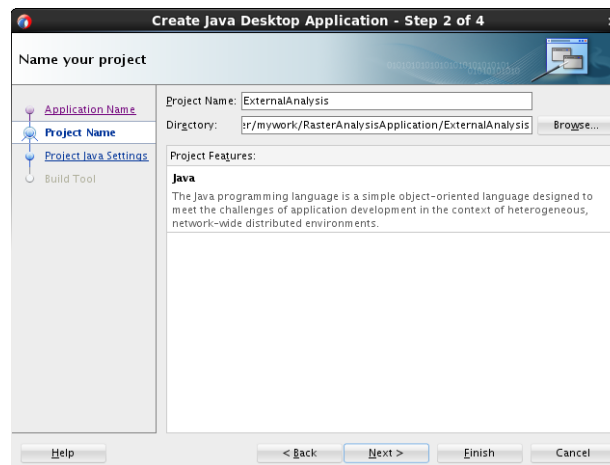 Create Java Desktop Application - Step 2 of 4
Name your project
Application Name
Project Name
Project Java Settings
Build Tool
Project Name: ExternalAnalysis
Directory: er/mywork/RasterAnalysisApplication/ExternalAnalysis Browse...
Project Features:
Java
The Java programming language is a simple object-oriented language designed to
meet the challenges of application development in the context of heterogeneous,
network-wide distributed environments.
Help < Back Next > Finish Cancel